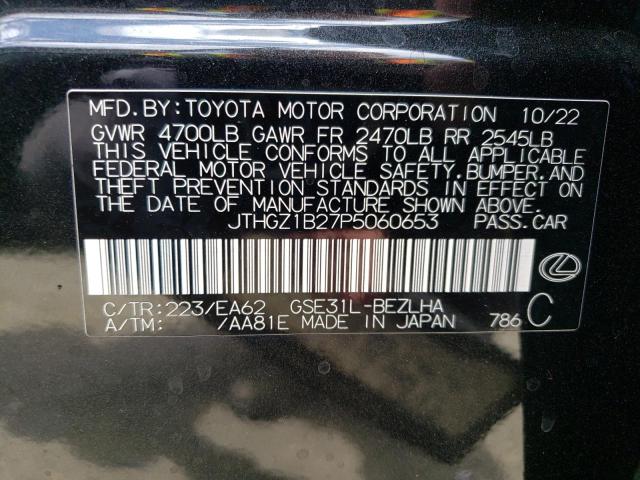 MFD.BY:TOYOTA MOTOR CORPORATION 10/22
GVWR 4700LB GAWR FR 2470LB RR 2545LB
THIS VEHICLE CONFORMS TO ALL APPLICABLE
FEDERAL MOTOR VEHICLE SAFETY,BUMPER,AND
THEFT PREVENTION STANDARDS IN EFFECT ON
THE DATE OF MANUFACTURE SHOWN ABOVE.
JTHGZ1B27P5060653 PASS.CAR
C/TR:223/EA62 GSE31L-BEZLHA
A/TM: /AA81E MADE IN JAPAN 786 C